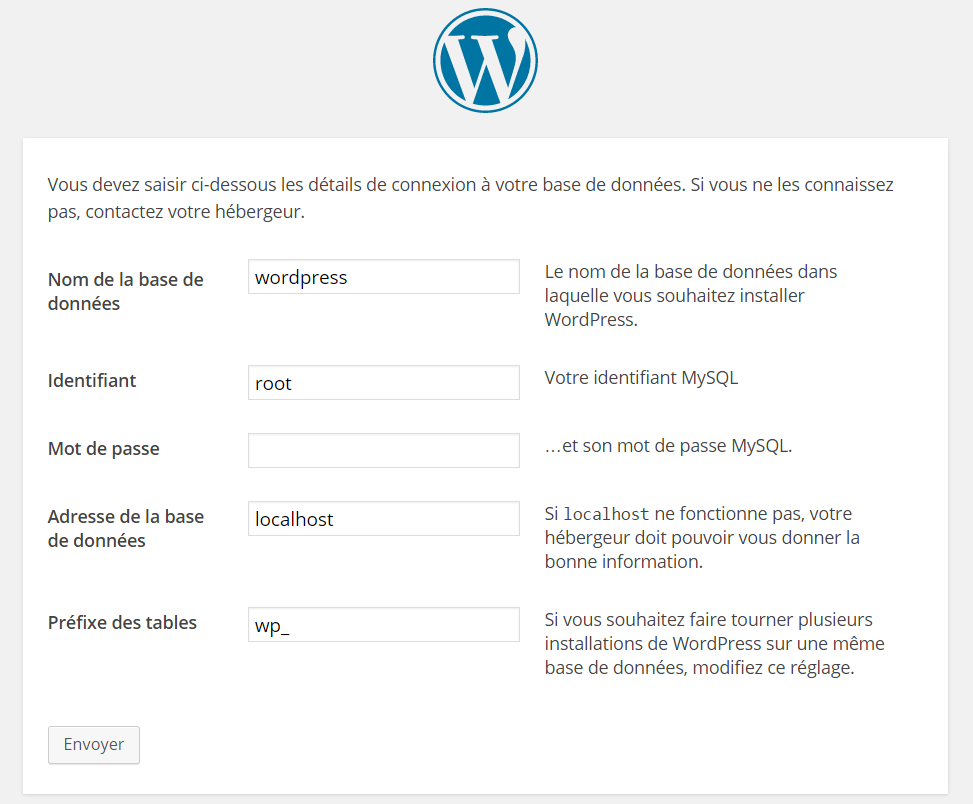 Vous devez saisir ci-dessous les détails de connexion à votre base de données. Si vous ne les connaissez
pas, contactez votre hébergeur.
Nom de la base de
données
wordpress
Le nom de la base de données dans
laquelle vous souhaitez installer
WordPress.
Identifiant
root
Votre identifiant MySQL
Mot de passe
…et son mot de passe MySQL.
Adresse de la base
de données
localhost
Si localhost ne fonctionne pas, votre
hébergeur doit pouvoir vous donner la
bonne information.
Préfixe des tables
wp_
Si vous souhaitez faire tourner plusieurs
installations de WordPress sur une même
base de données, modifiez ce réglage.
Envoyer